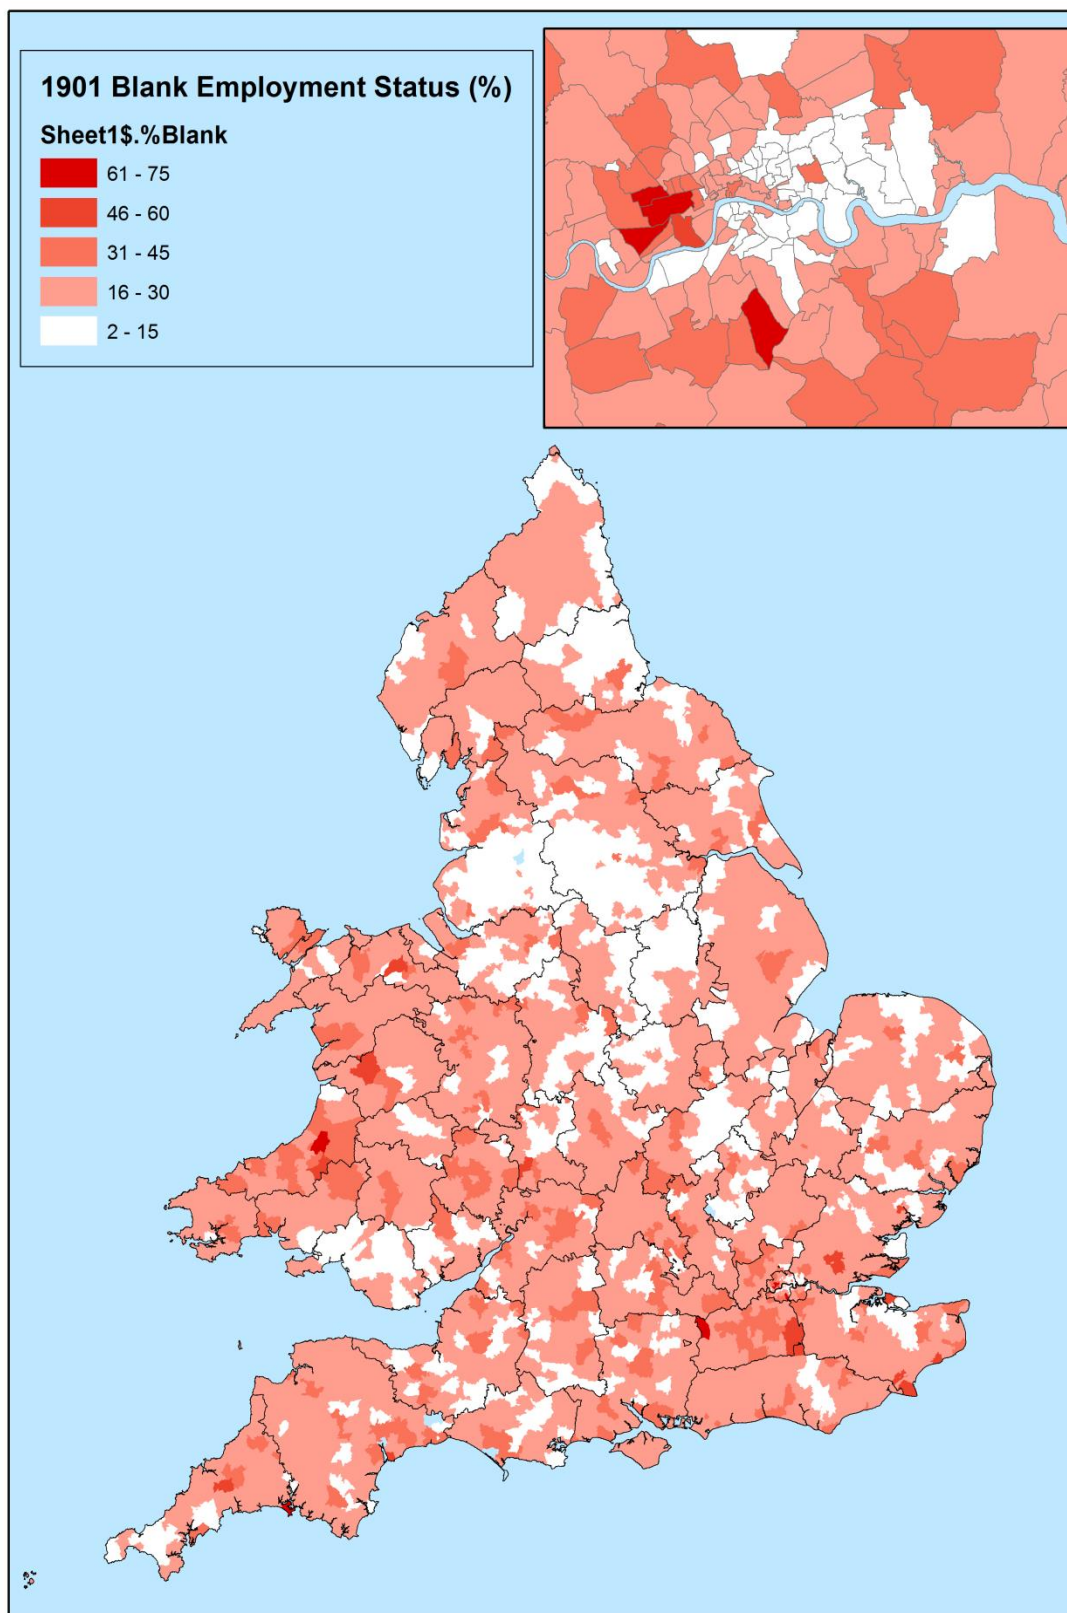 1901 Blank Employment Status (%)
Sheet1$.%Blank
61 - 75
46 - 60
31 - 45
16 - 30
2 - 15